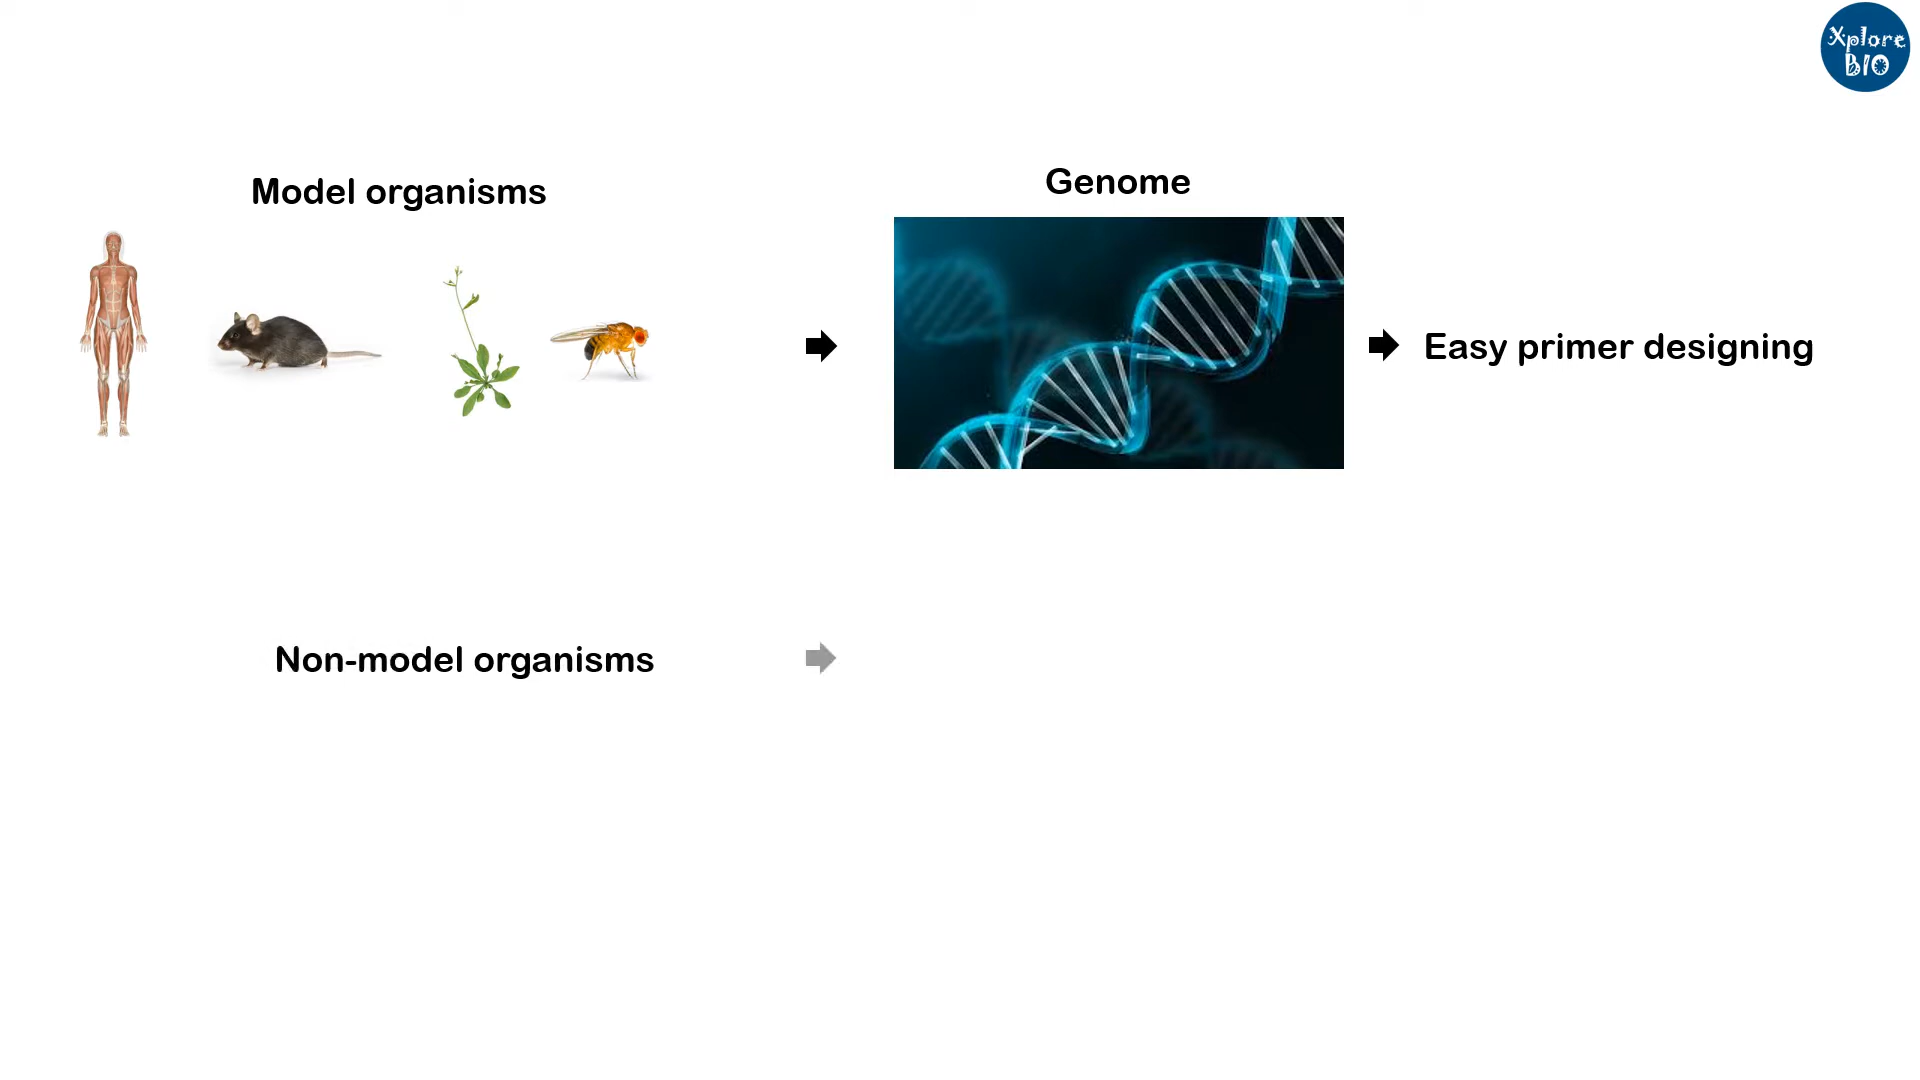 Xplore
BIO
Model organisms
Genome
Easy primer designing
Non-model organisms